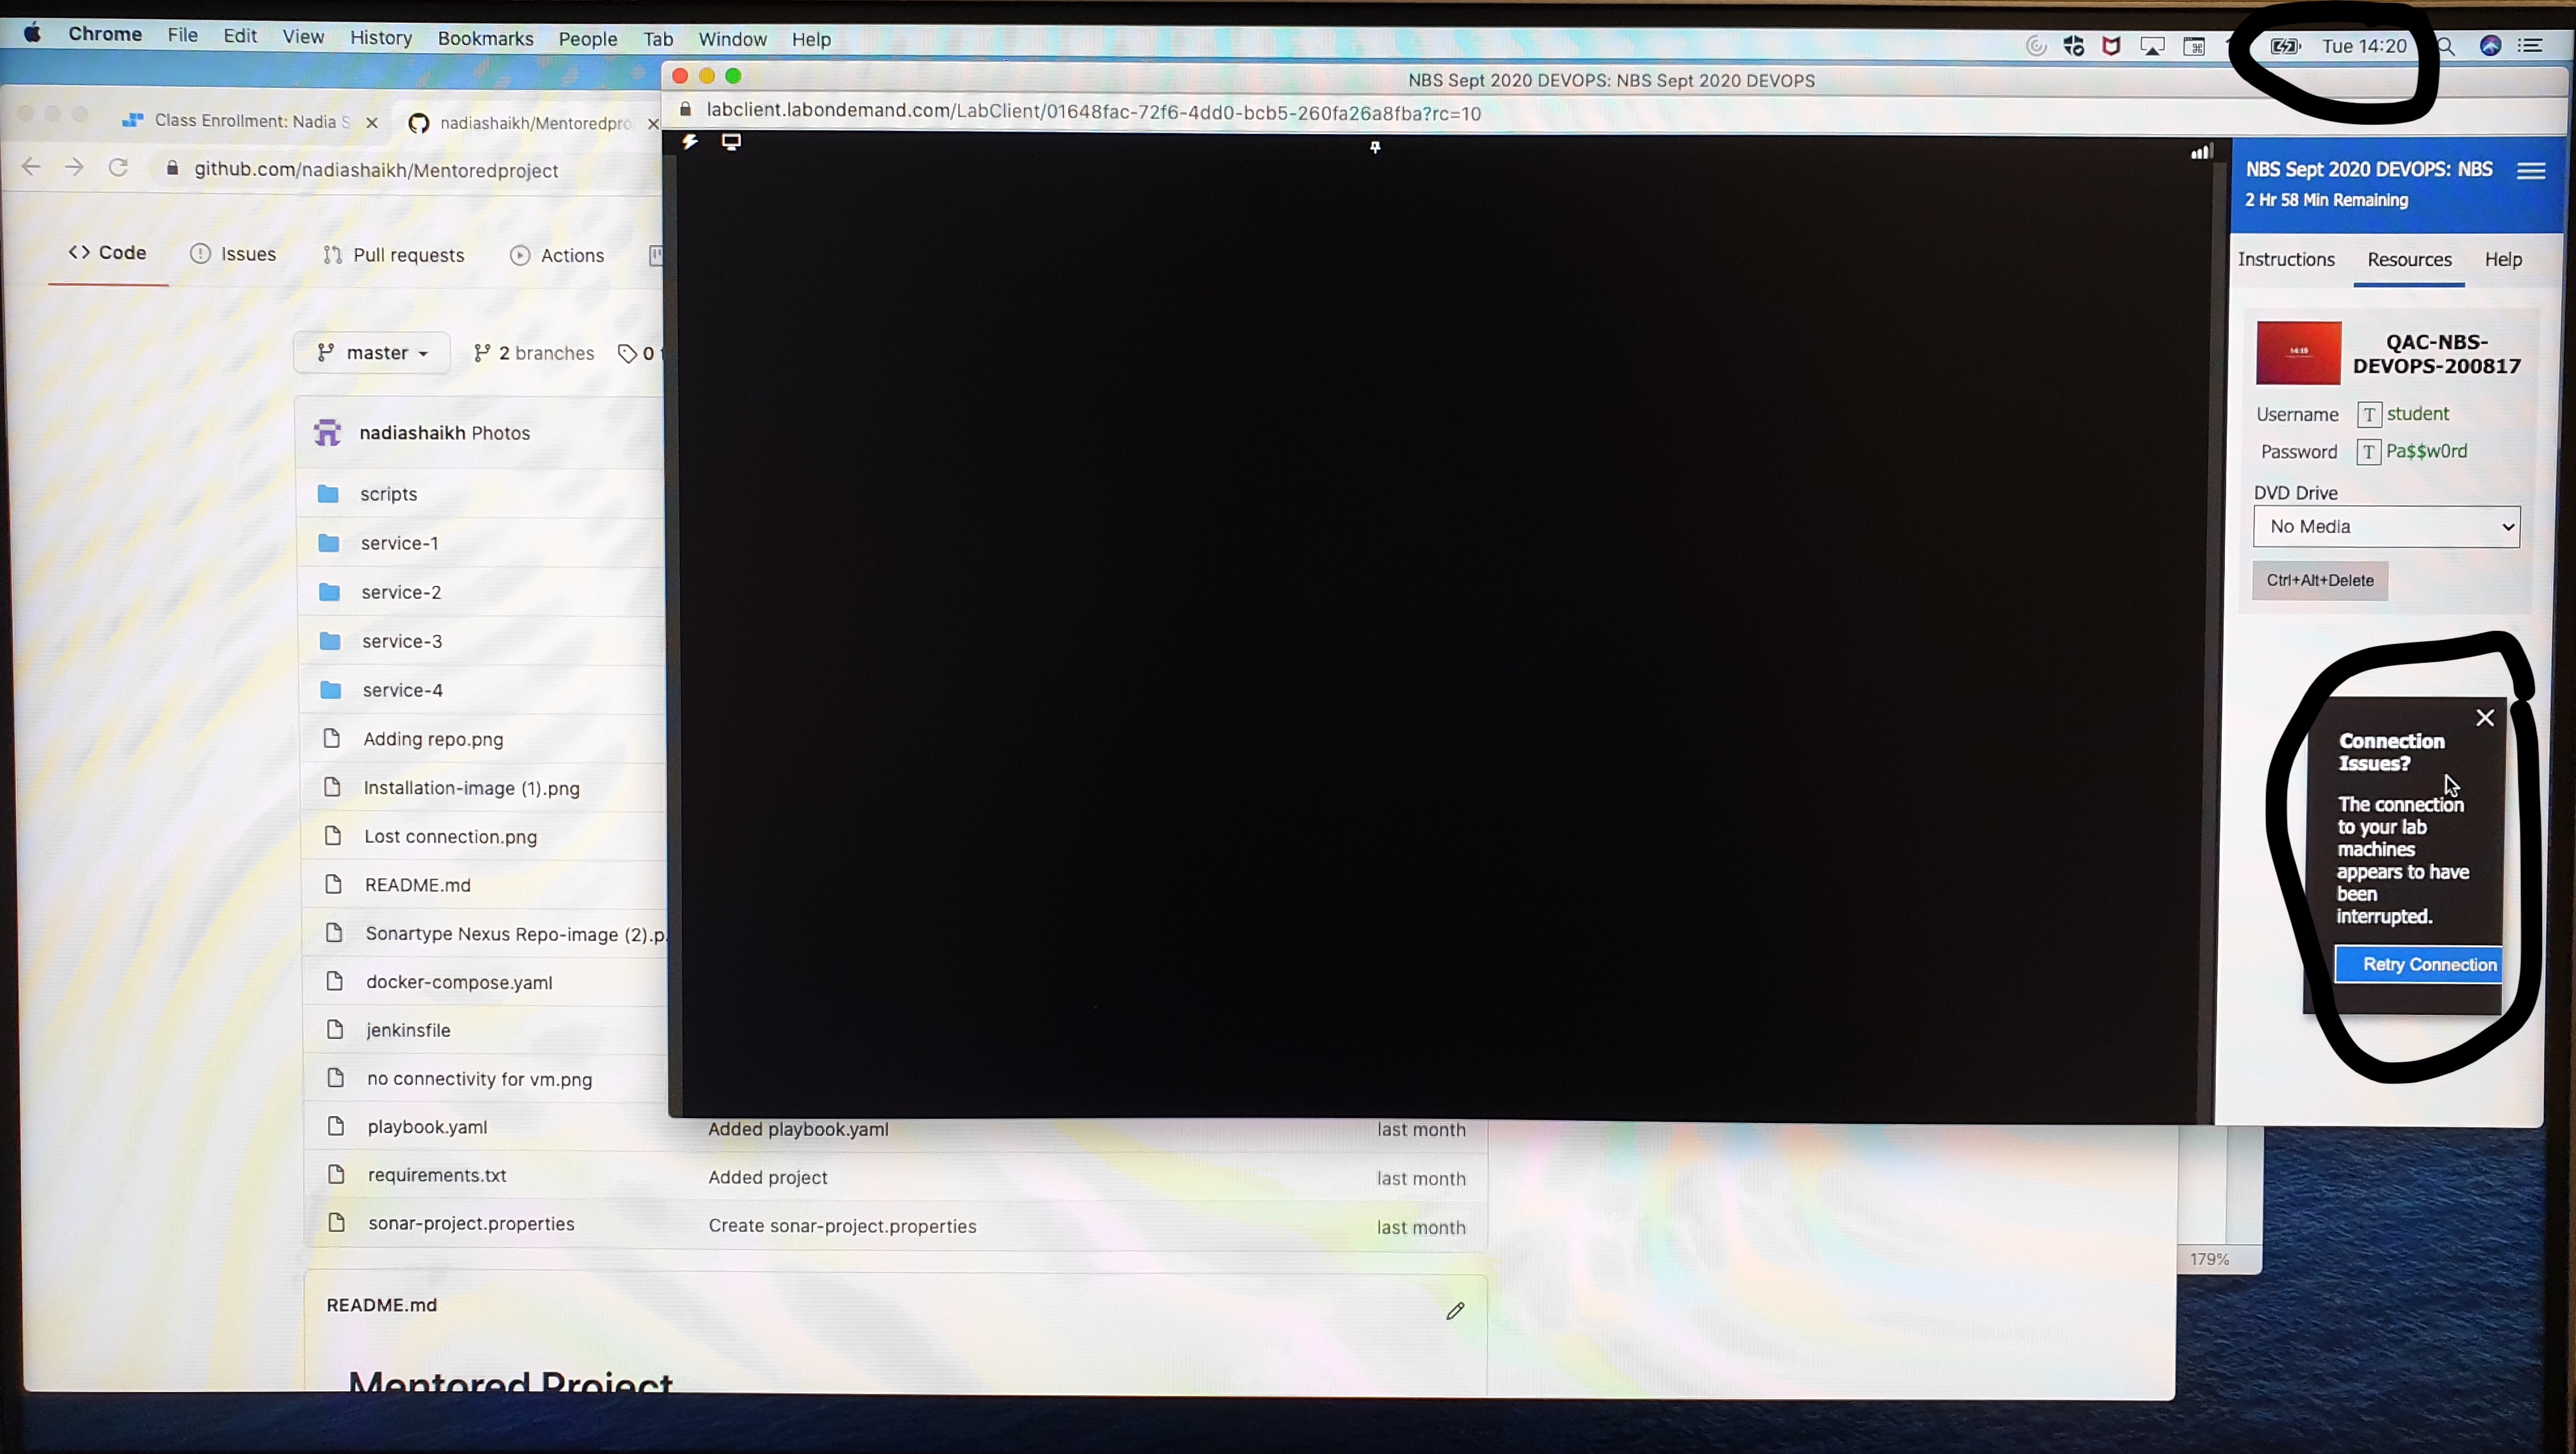 Chrome File Edit View History Bookmarks People Tab Window Help
Tue 14:20
NBS Sept 2020 DEVOPS: NBS Sept 2020 DEVOPS
labclient.labondemand.com/LabClient/01648fac-72f6-4dd0-bcb5-260fa26a8fba?rc=10
Class Enrollment: Nadia S
nadiashaikh/Mentoredpro
github.com/nadiashaikh/Mentoredproject
Code Issues Pull requests Actions
master 2 branches 0
nadiashaikh Photos
scripts
service-1
service-2
service-3
service-4
Adding repo.png
Installation-image (1).png
Lost connection.png
README.md
Sonartype Nexus Repo-image (2).p
docker-compose.yaml
jenkinsfile
no connectivity for vm.png
playbook.yaml Added playbook.yaml last month
requirements.txt Added project last month
sonar-project.properties Create sonar-project.properties last month
README.md
Mentored Project
NBS Sept 2020 DEVOPS: NBS
2 Hr 58 Min Remaining
Instructions Resources Help
14:19
QAC-NBS-
DEVOPS-200817
Username T student
Password T Pa$$w0rd
DVD Drive
No Media
Ctrl+Alt+Delete
Connection
Issues?
The connection
to your lab
machines
appears to have
been
interrupted.
Retry Connection
179%